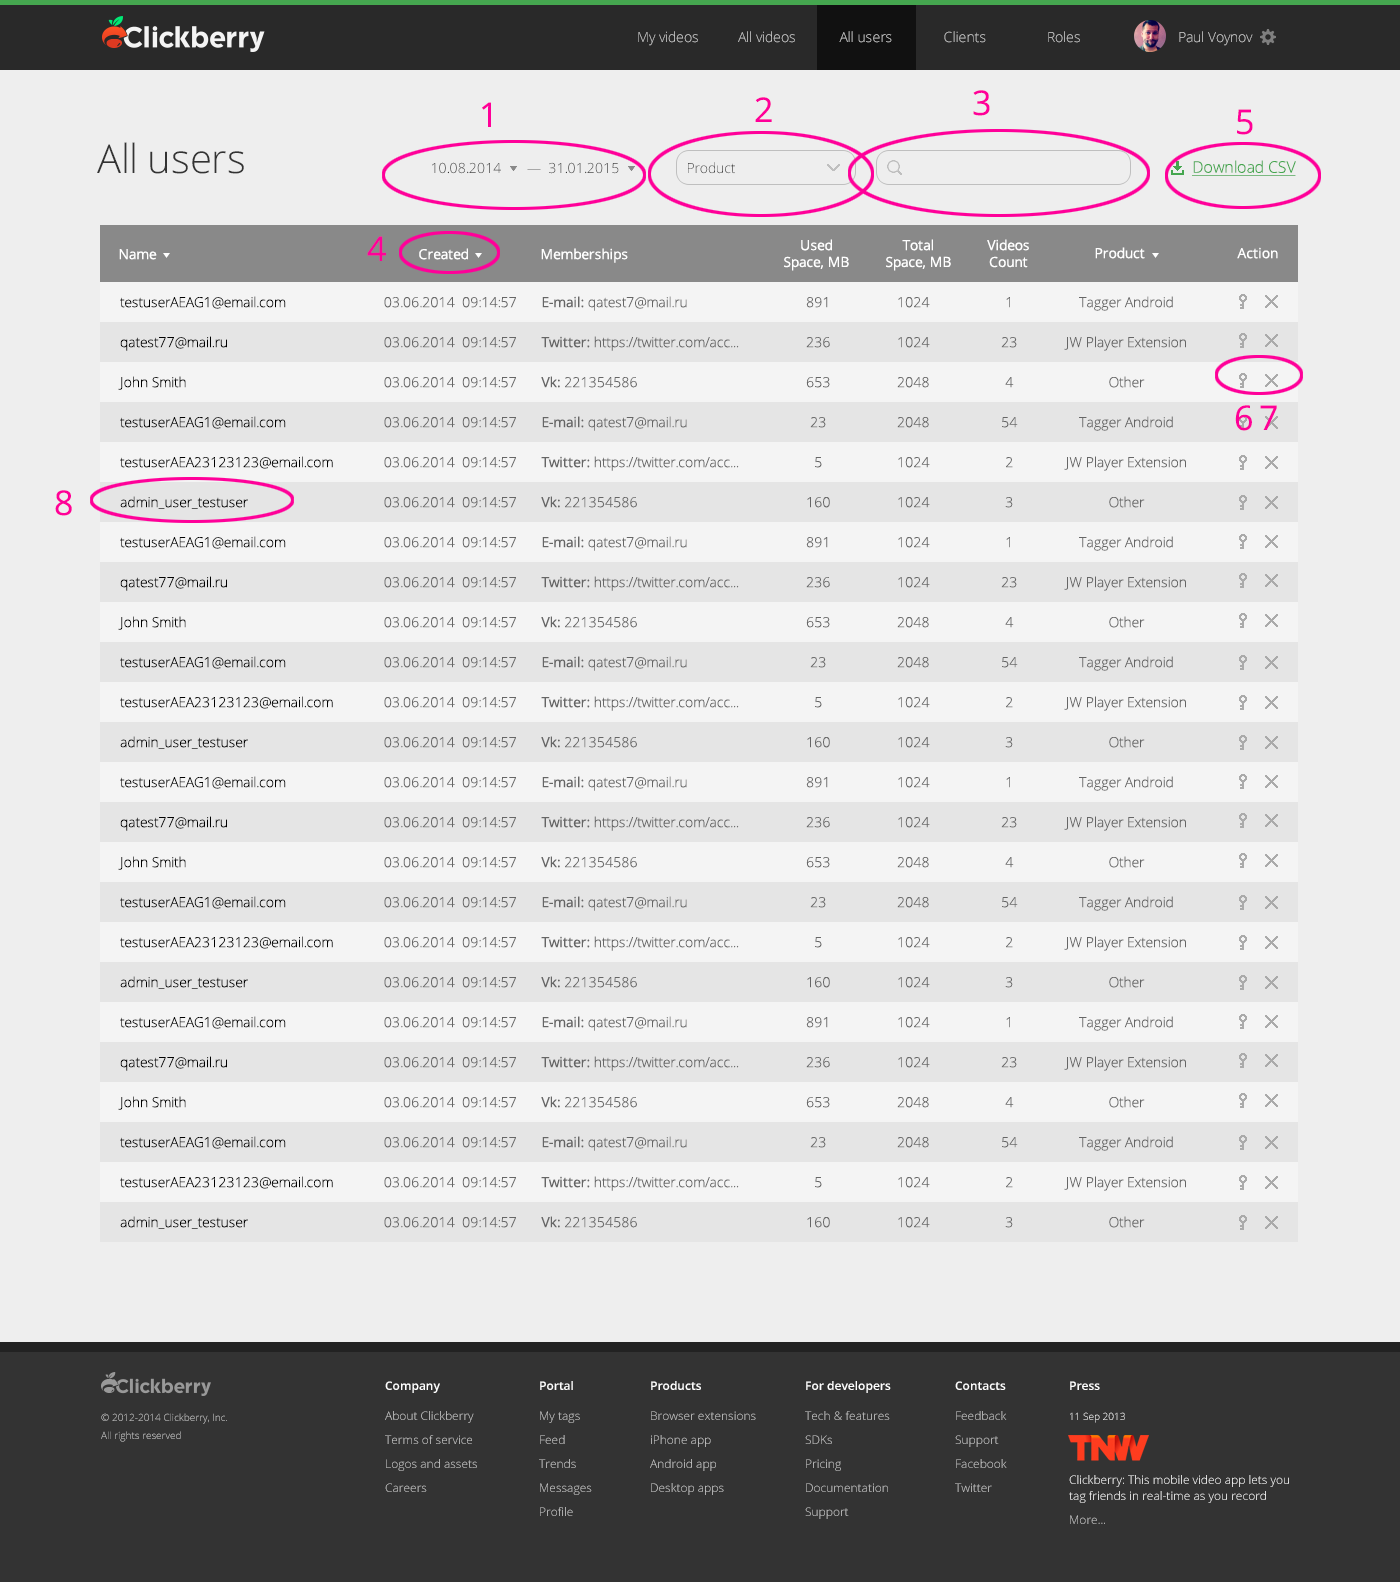 Clickberry My videos All videos All users Clients Roles Paul Voynov
1 2 3 5
All users 10.08.2014 — 31.01.2015 Product Download CSV
4
Name Created Memberships Used Space, MB Total Space, MB Videos Count Product Action
testuserAEAG1@email.com 03.06.2014 09:14:57 E-mail: qatest7@mail.ru 891 1024 1 Tagger Android
qatest77@mail.ru 03.06.2014 09:14:57 Twitter: https://twitter.com/acc... 236 1024 23 JW Player Extension
John Smith 03.06.2014 09:14:57 Vk: 221354586 653 2048 4 Other
testuserAEAG1@email.com 03.06.2014 09:14:57 E-mail: qatest7@mail.ru 23 2048 54 Tagger Android 6 7
testuserAEA23123123@email.com 03.06.2014 09:14:57 Twitter: https://twitter.com/acc... 5 1024 2 JW Player Extension
8 admin_user_testuser 03.06.2014 09:14:57 Vk: 221354586 160 1024 3 Other
testuserAEAG1@email.com 03.06.2014 09:14:57 E-mail: qatest7@mail.ru 891 1024 1 Tagger Android
qatest77@mail.ru 03.06.2014 09:14:57 Twitter: https://twitter.com/acc... 236 1024 23 JW Player Extension
John Smith 03.06.2014 09:14:57 Vk: 221354586 653 2048 4 Other
testuserAEAG1@email.com 03.06.2014 09:14:57 E-mail: qatest7@mail.ru 23 2048 54 Tagger Android
testuserAEA23123123@email.com 03.06.2014 09:14:57 Twitter: https://twitter.com/acc... 5 1024 2 JW Player Extension
admin_user_testuser 03.06.2014 09:14:57 Vk: 221354586 160 1024 3 Other
testuserAEAG1@email.com 03.06.2014 09:14:57 E-mail: qatest7@mail.ru 891 1024 1 Tagger Android
qatest77@mail.ru 03.06.2014 09:14:57 Twitter: https://twitter.com/acc... 236 1024 23 JW Player Extension
John Smith 03.06.2014 09:14:57 Vk: 221354586 653 2048 4 Other
testuserAEAG1@email.com 03.06.2014 09:14:57 E-mail: qatest7@mail.ru 23 2048 54 Tagger Android
testuserAEA23123123@email.com 03.06.2014 09:14:57 Twitter: https://twitter.com/acc... 5 1024 2 JW Player Extension
admin_user_testuser 03.06.2014 09:14:57 Vk: 221354586 160 1024 3 Other
testuserAEAG1@email.com 03.06.2014 09:14:57 E-mail: qatest7@mail.ru 891 1024 1 Tagger Android
qatest77@mail.ru 03.06.2014 09:14:57 Twitter: https://twitter.com/acc... 236 1024 23 JW Player Extension
John Smith 03.06.2014 09:14:57 Vk: 221354586 653 2048 4 Other
testuserAEAG1@email.com 03.06.2014 09:14:57 E-mail: qatest7@mail.ru 23 2048 54 Tagger Android
testuserAEA23123123@email.com 03.06.2014 09:14:57 Twitter: https://twitter.com/acc... 5 1024 2 JW Player Extension
admin_user_testuser 03.06.2014 09:14:57 Vk: 221354586 160 1024 3 Other
Clickberry
© 2012-2014 Clickberry, Inc.
All rights reserved
Company
About Clickberry
Terms of service
Logos and assets
Careers
Portal
My tags
Feed
Trends
Messages
Profile
Products
Browser extensions
iPhone app
Android app
Desktop apps
For developers
Tech & features
SDKs
Pricing
Documentation
Support
Contacts
Feedback
Support
Facebook
Twitter
Press
11 Sep 2013
TNW
Clickberry: This mobile video app lets you
tag friends in real-time as you record
More...